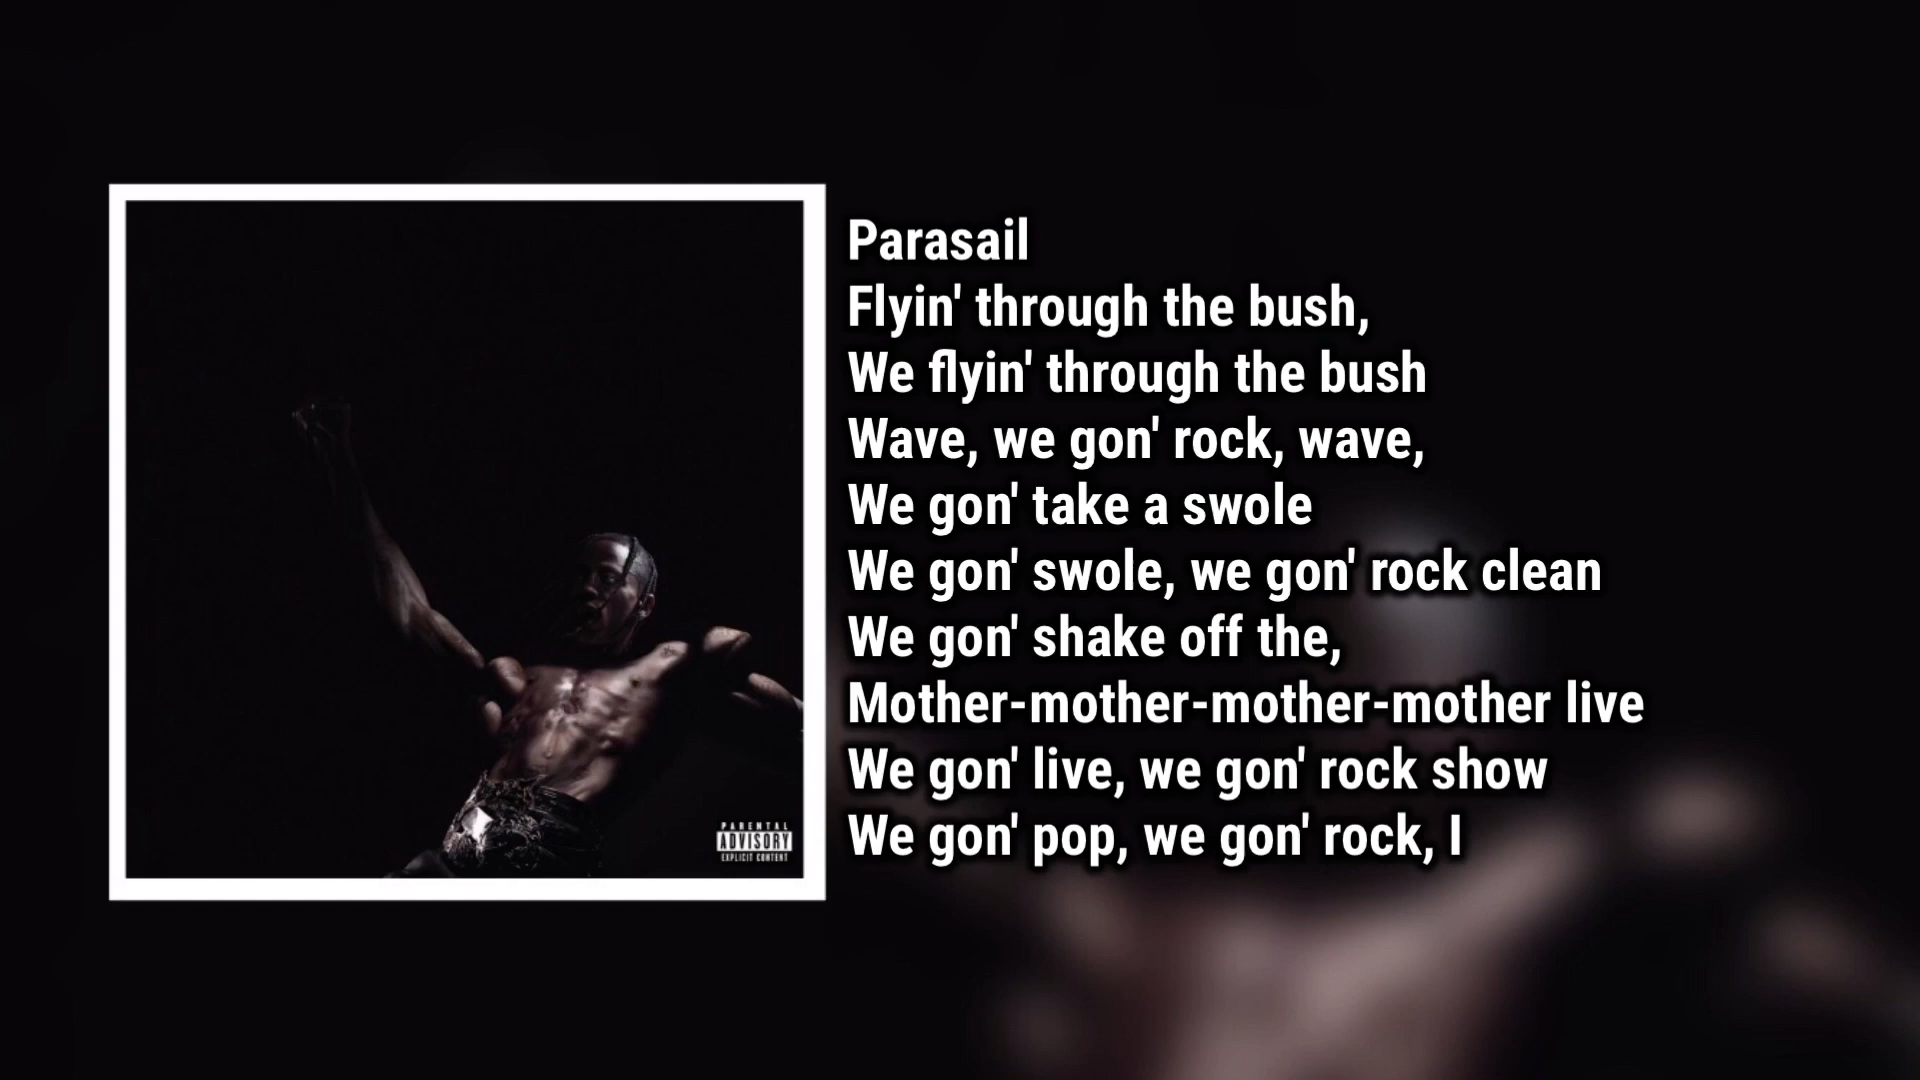 Parasail
Flyin' through the bush,
We flyin' through the bush
Wave, we gon' rock, wave,
We gon' take a swole
We gon' swole, we gon' rock clean
We gon' shake off the,
Mother-mother-mother-mother live
We gon' live, we gon' rock show
We gon' pop, we gon' rock, I
PARENTAL
ADVISORY
EXPLICIT CONTENT